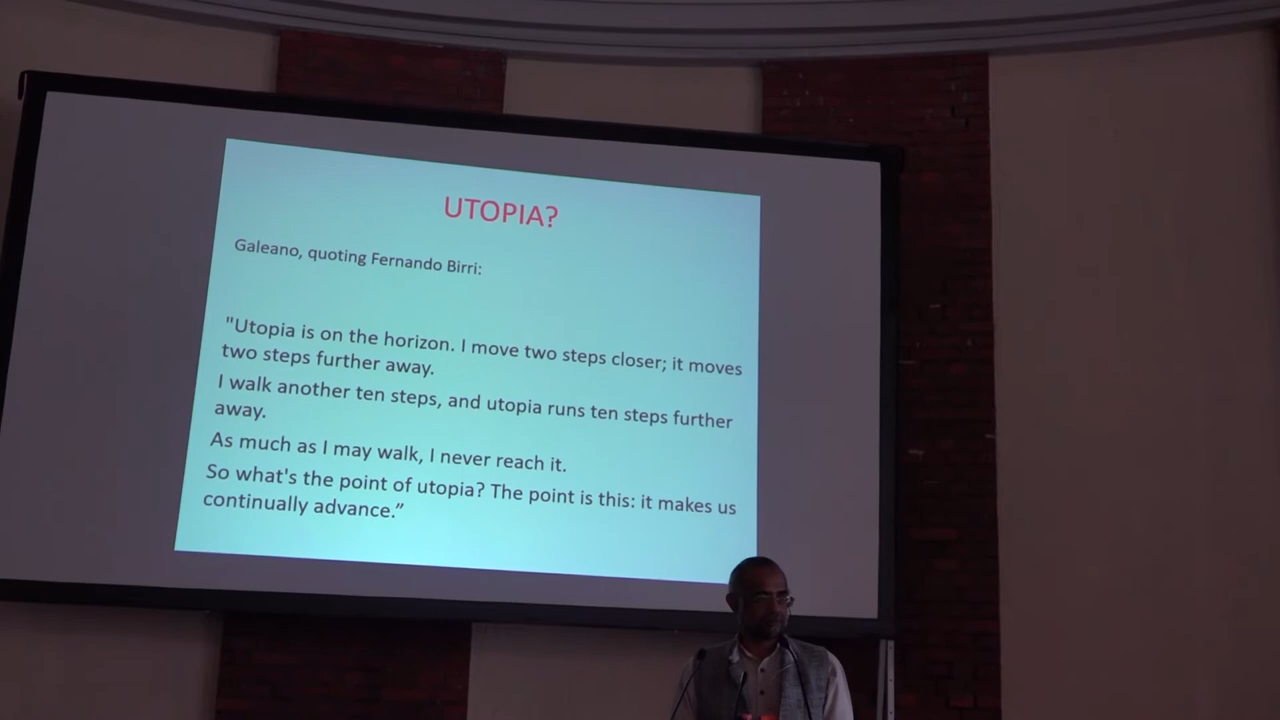 UTOPIA?
Galeano, quoting Fernando Birri:
"Utopia is on the horizon. I move two steps closer; it moves
two steps further away.
I walk another ten steps, and utopia runs ten steps further
away.
As much as I may walk, I never reach it.
So what's the point of utopia? The point is this: it makes us
continually advance.”